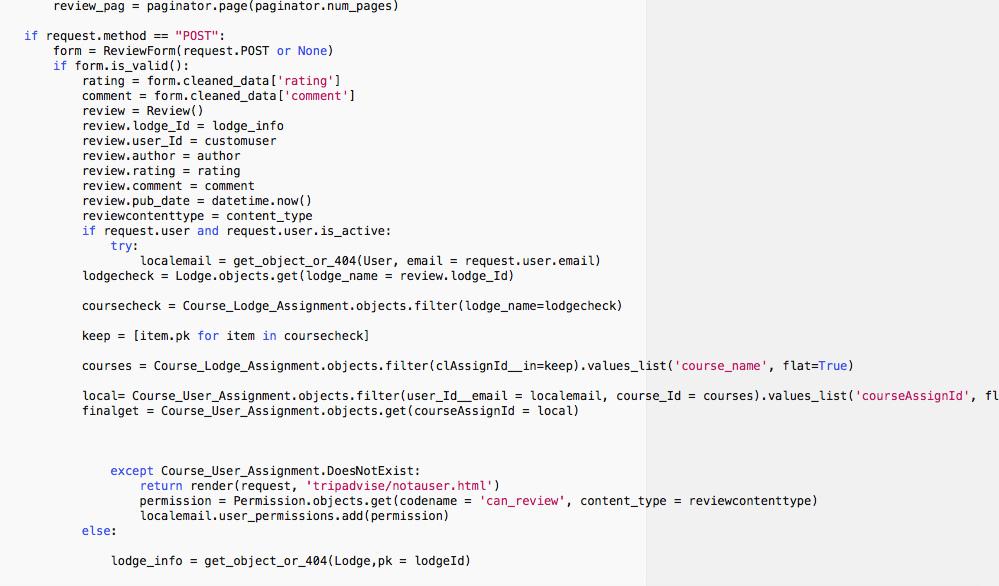 review_pag = paginator.page(paginator.num_pages)
if request.method == "POST":
form = ReviewForm(request.POST or None)
if form.is_valid():
rating = form.cleaned_data['rating']
comment = form.cleaned_data['comment']
review = Review()
review.lodge_Id = lodge_info
review.user_Id = customuser
review.author = author
review.rating = rating
review.comment = comment
review.pub_date = datetime.now()
reviewcontenttype = content_type
if request.user and request.user.is_active:
try:
localemail = get_object_or_404(User, email = request.user.email)
lodgecheck = Lodge.objects.get(lodge_name = review.lodge_Id)
coursecheck = Course_Lodge_Assignment.objects.filter(lodge_name=lodgecheck)
keep = [item.pk for item in coursecheck]
courses = Course_Lodge_Assignment.objects.filter(clAssignId__in=keep).values_list('course_name', flat=True)
local= Course_User_Assignment.objects.filter(user_Id__email = localemail, course_Id = courses).values_list('courseAssignId', fl
finalget = Course_User_Assignment.objects.get(courseAssignId = local)
except Course_User_Assignment.DoesNotExist:
return render(request, 'tripadvise/notauser.html')
permission = Permission.objects.get(codename = 'can_review', content_type = reviewcontenttype)
localemail.user_permissions.add(permission)
else:
lodge_info = get_object_or_404(Lodge,pk = lodgeId)